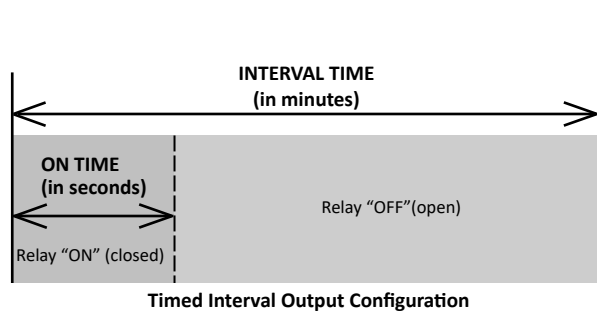 INTERVAL TIME
(in minutes)
ON TIME
(in seconds)
Relay “OFF”(open)
Relay “ON” (closed)
Timed Interval Output Configuration